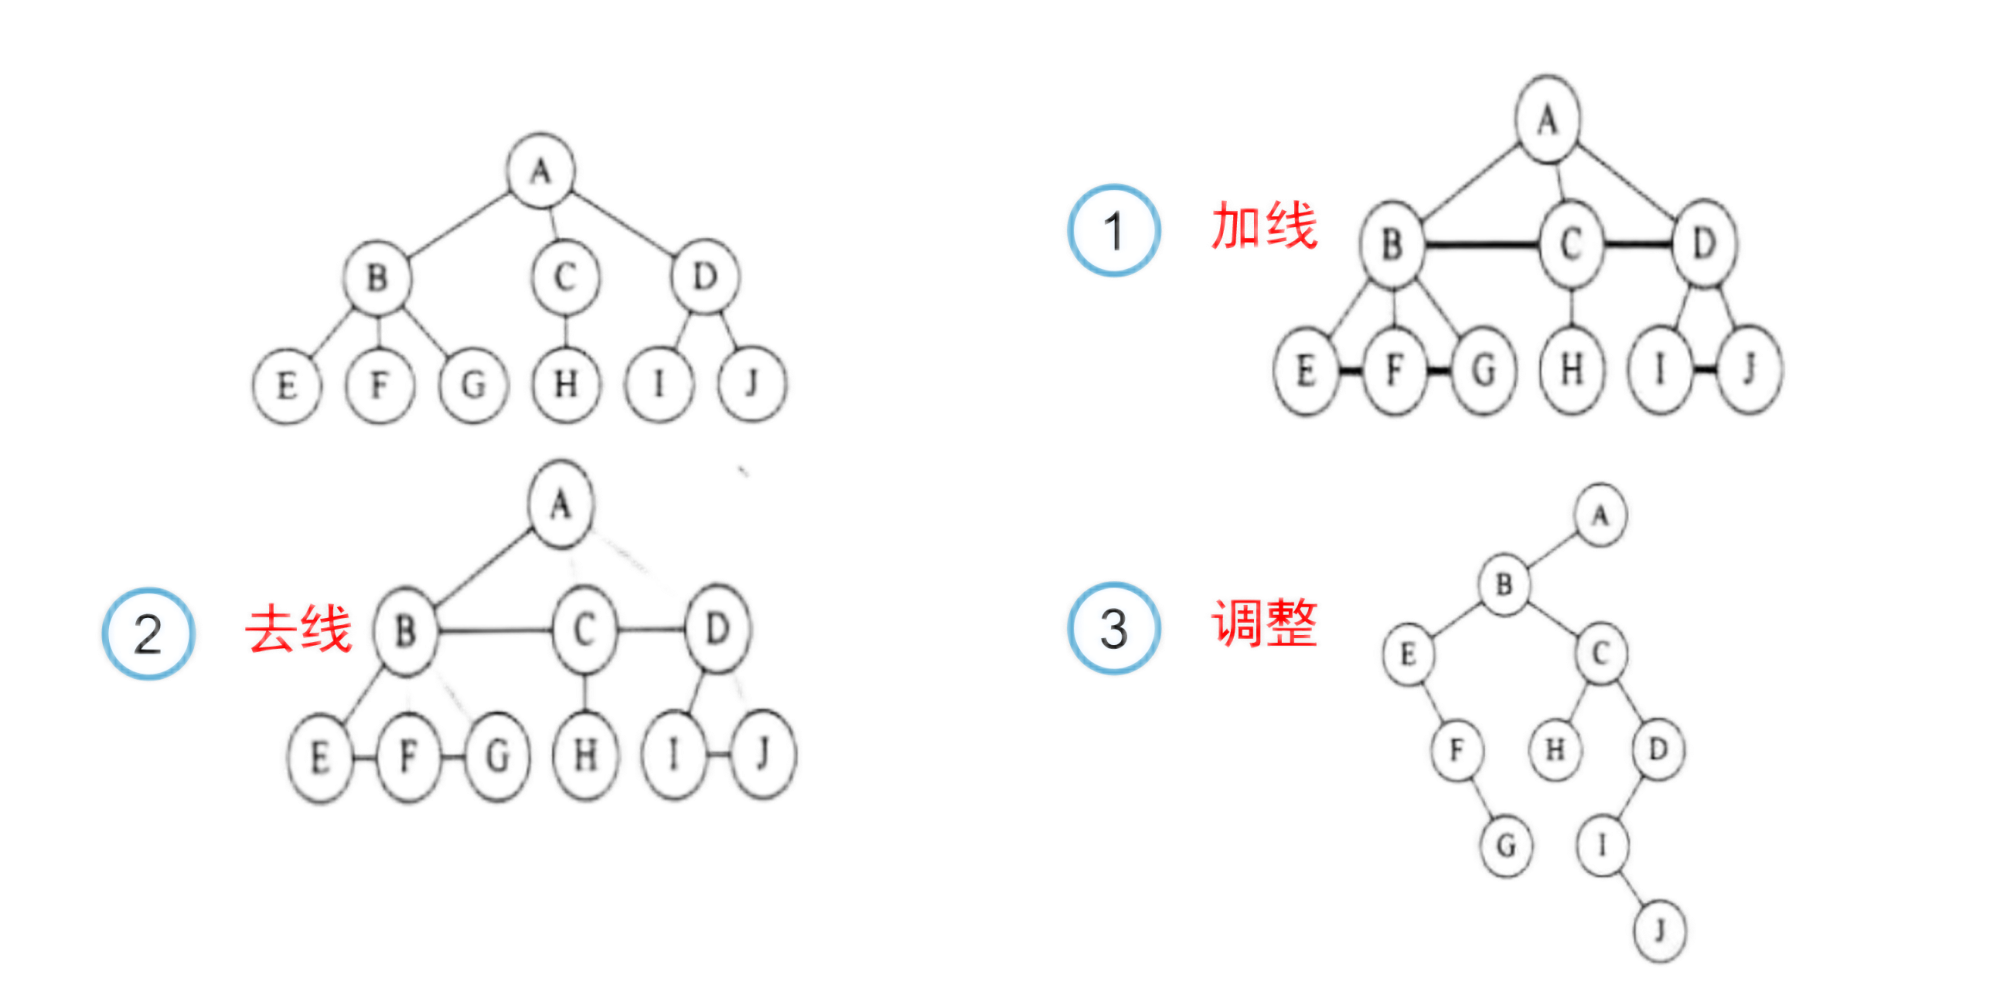 A
B C D
E F G H I J
1 加线
A
B C D
E F G H I J
2 去线
A
B C D
E F G H I J
3 调整
A
B
E C
F H D
G I
J